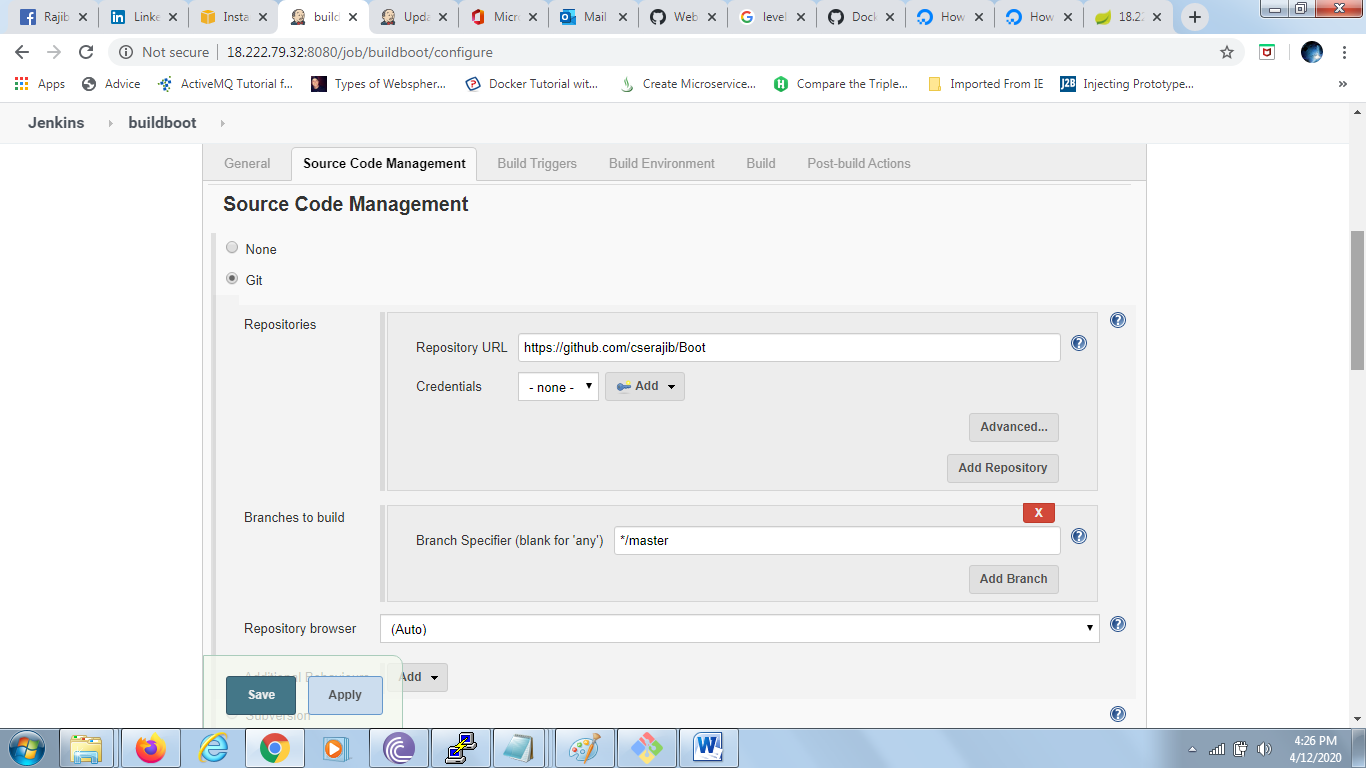 Rajib Linke Insta build Upda Micro Mail Web level Dock How How 18.22
Not secure 18.222.79.32:8080/job/buildboot/configure
Apps Advice ActiveMQ Tutorial f... Types of Webspher... Docker Tutorial wit... Create Microservice... Compare the Triple... Imported From IE J2B Injecting Prototype... »
Jenkins buildboot
General Source Code Management Build Triggers Build Environment Build Post-build Actions
Source Code Management
None
Git
Repositories
Repository URL https://github.com/cserajib/Boot
Credentials - none - Add
Advanced...
Add Repository
X
Branches to build
Branch Specifier (blank for 'any') */master
Add Branch
Repository browser (Auto)
Additional Behaviours Add
Save Apply
Subversion
4:26 PM
4/12/2020